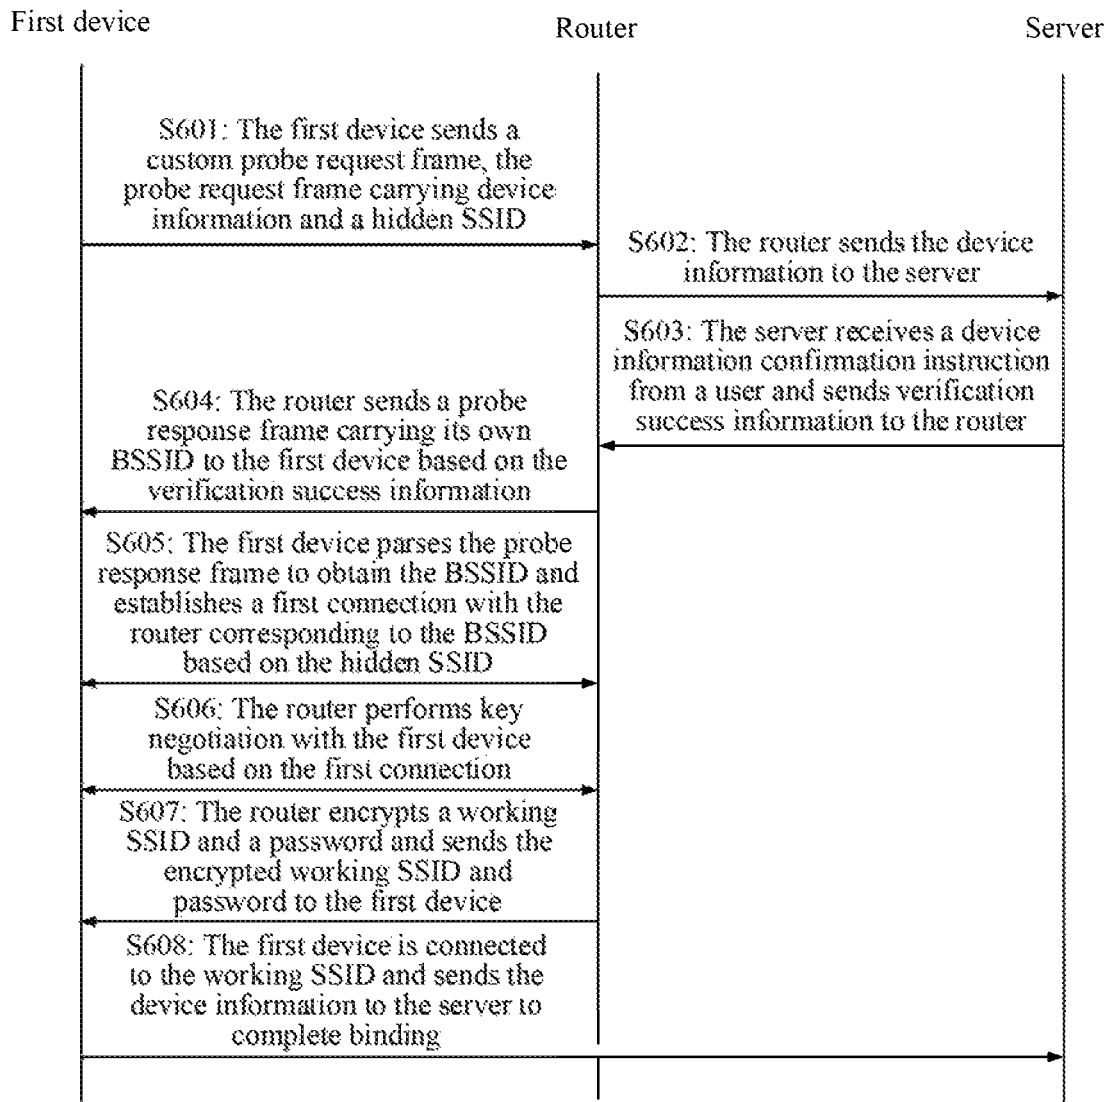 First device
Router
Server
S601: The first device sends a
custom probe request frame, the
probe request frame carrying device
information and a hidden SSID
S602: The router sends the device
information to the server
S603: The server receives a device
information confirmation instruction
from a user and sends verification
success information to the router
S604: The router sends a probe
response frame carrying its own
BSSID to the first device based on the
verification success information
S605: The first device parses the probe
response frame to obtain the BSSID and
establishes a first connection with the
router corresponding to the BSSID
based on the hidden SSID
S606: The router performs key
negotiation with the first device
based on the first connection
S607: The router encrypts a working
SSID and a password and sends the
encrypted working SSID and
password to the first device
S608: The first device is connected
to the working SSID and sends the
device information to the server to
complete binding